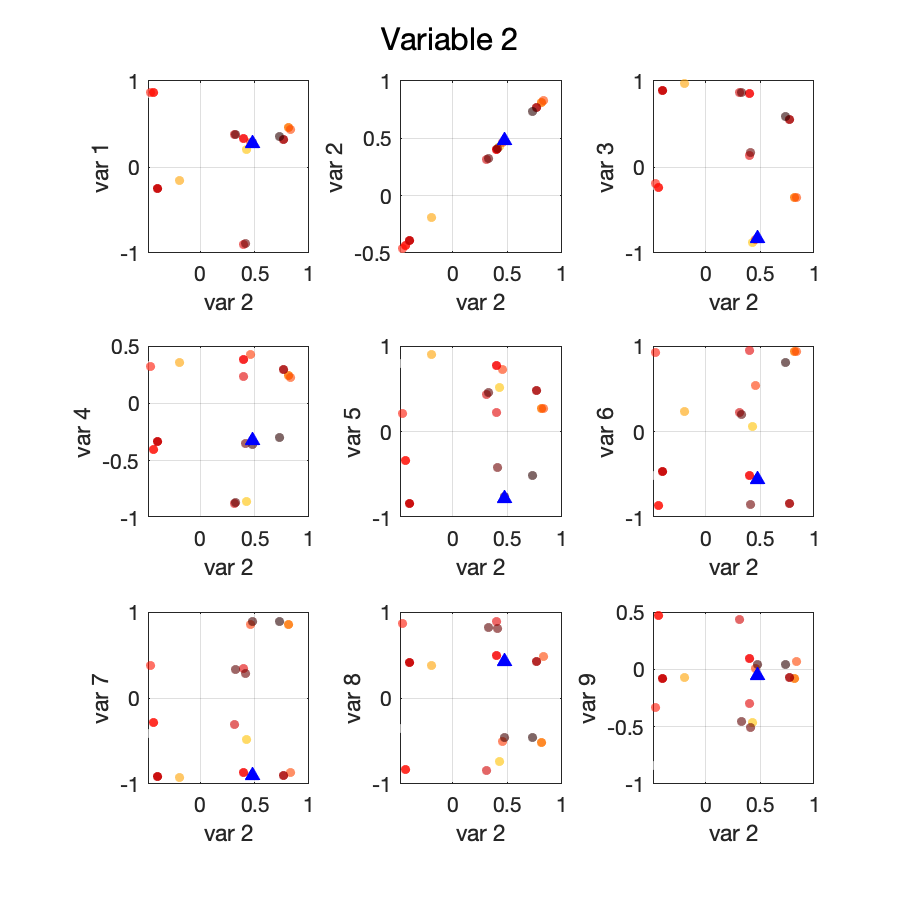 Variable 2
1 1 1
var 1 0 var 2 0.5 var 3 0
0
-1 -0.5 -1
0 0.5 1 0 0.5 1 0 0.5 1
var 2 var 2 var 2
0.5 1 1
var 4 0 var 5 0 var 6 0
-0.5
-1 -1 -1
0 0.5 1 0 0.5 1 0 0.5 1
var 2 var 2 var 2
1 1 0.5
var 7 0 var 8 0 var 9 0
-0.5
-1 -1 -1
0 0.5 1 0 0.5 1 0 0.5 1
var 2 var 2 var 2